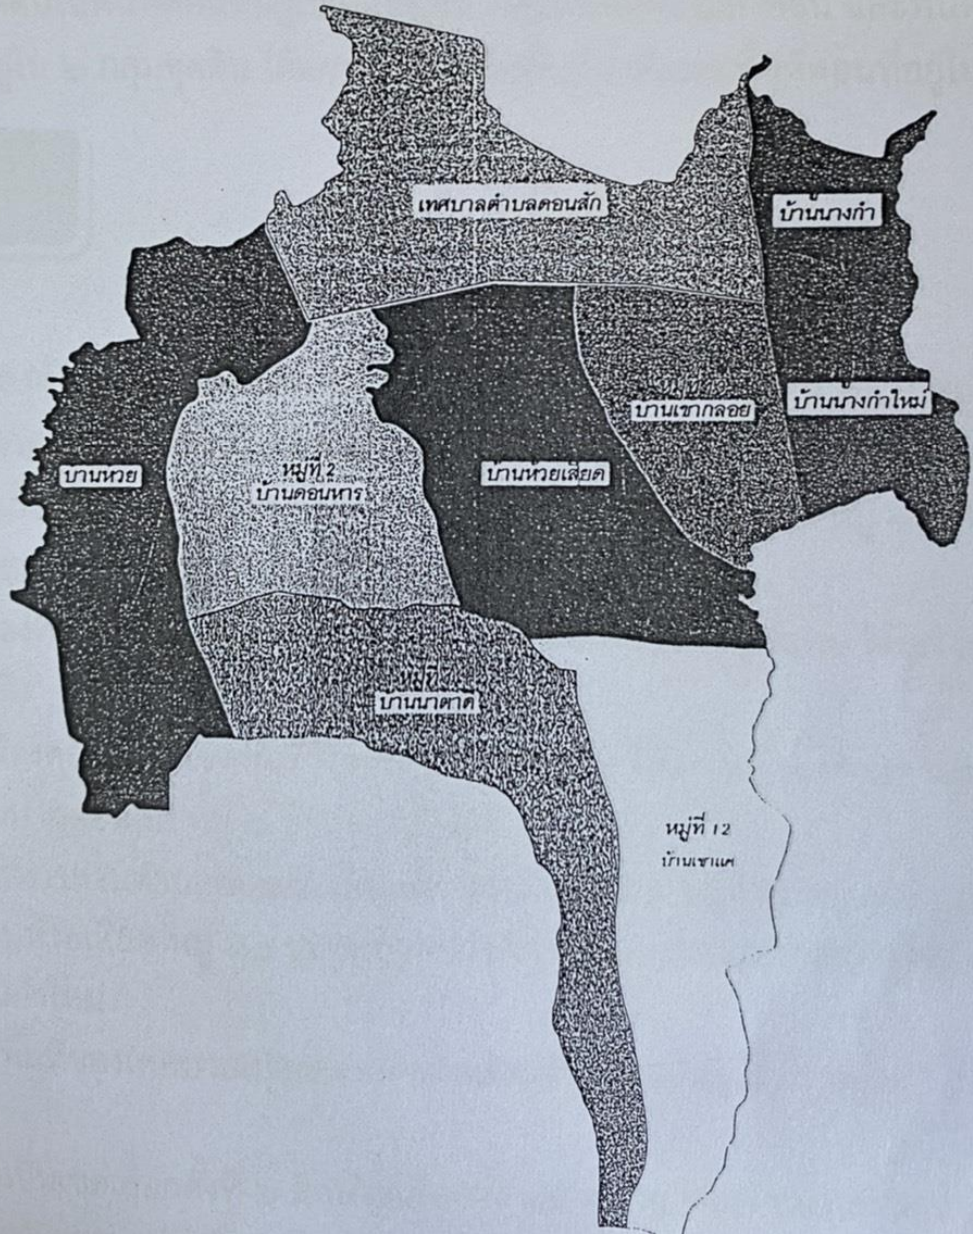 เทศบาลตำบลดอนสัก
บ้านนางกำ
บ้านนางกำใหม่
บานเขากลอย
บ้านห้วยเสียด
หมู่ที่ 2
บ้านดอนหาร
บานหวย
หมู่ที่
บานนาตาด
หมู่ที่ 12
บ้านเขาแค